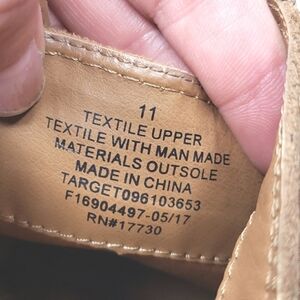 11
TEXTILE UPPER
TEXTILE WITH MAN MADE
MATERIALS OUTSOLE
MADE IN CHINA
TARGET096103653
F16904497-05/17
RN#17730